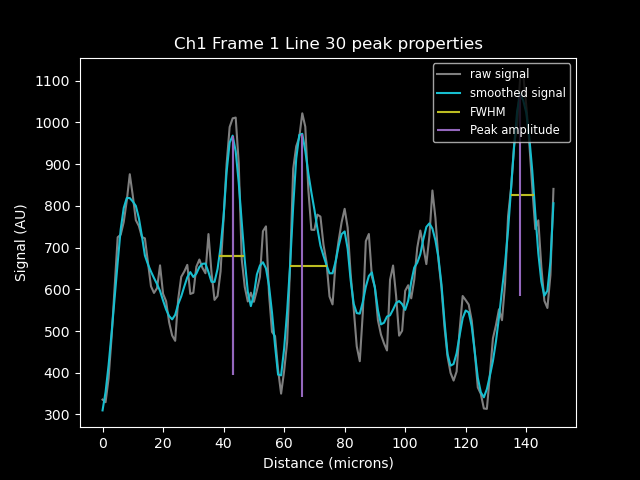 Ch1 Frame 1 Line 30 peak properties
raw signal
smoothed signal
FWHM
Peak amplitude
Signal (AU)
1100
1000
900
800
700
600
500
400
300
0 20 40 60 80 100 120 140
Distance (microns)